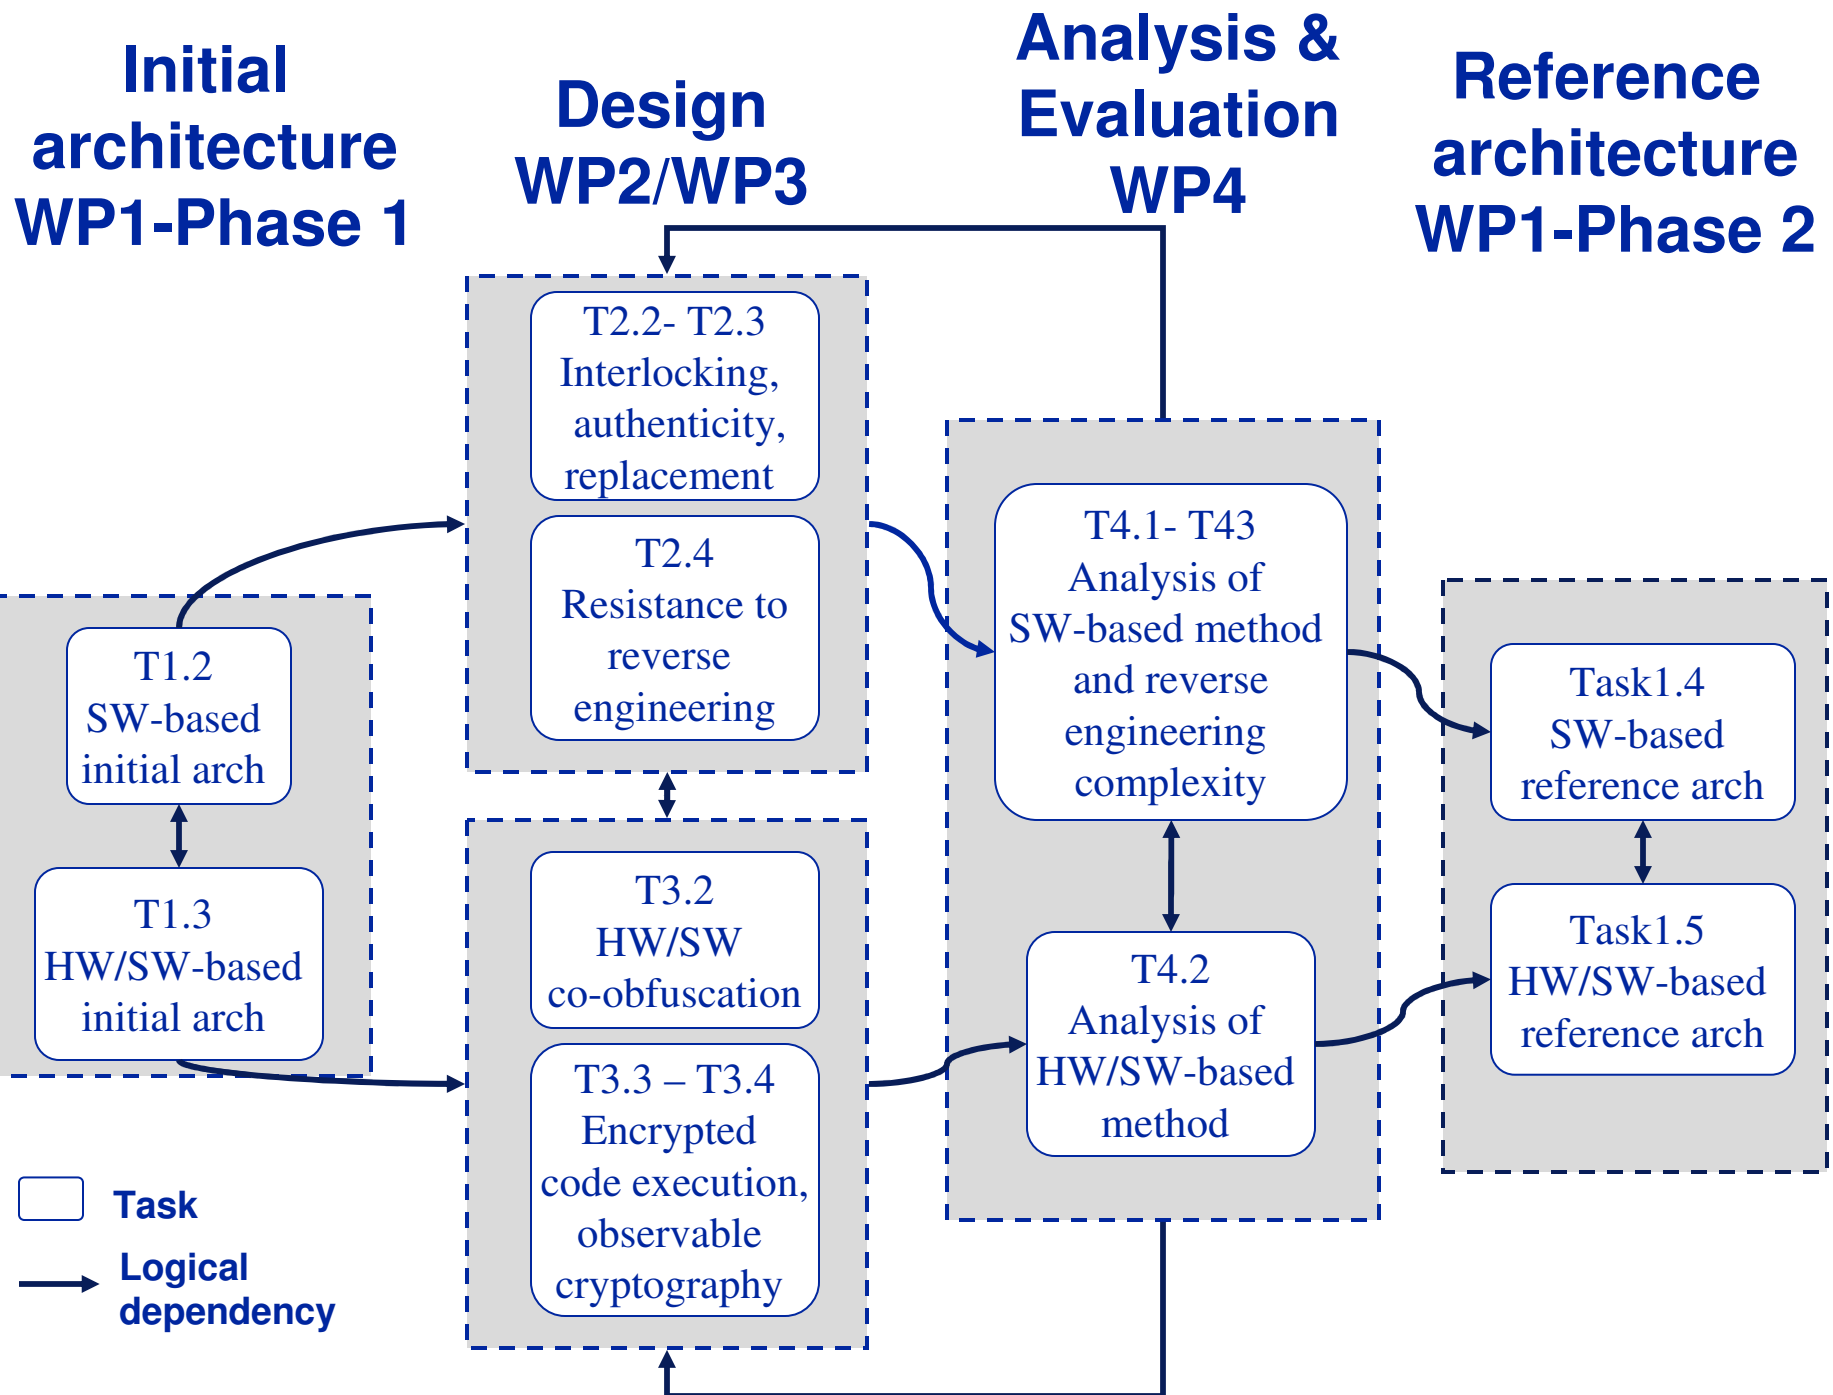 Initial
architecture
WP1-Phase 1
Design
WP2/WP3
Analysis &
Evaluation
WP4
Reference
architecture
WP1-Phase 2
T1.2
SW-based
initial arch
T1.3
HW/SW-based
initial arch
T2.2- T2.3
Interlocking,
authenticity,
replacement
T2.4
Resistance to
reverse
engineering
T3.2
HW/SW
co-obfuscation
T3.3 – T3.4
Encrypted
code execution,
observable
cryptography
T4.1- T43
Analysis of
SW-based method
and reverse
engineering
complexity
T4.2
Analysis of
HW/SW-based
method
Task1.4
SW-based
reference arch
Task1.5
HW/SW-based
reference arch
Task
Logical
dependency